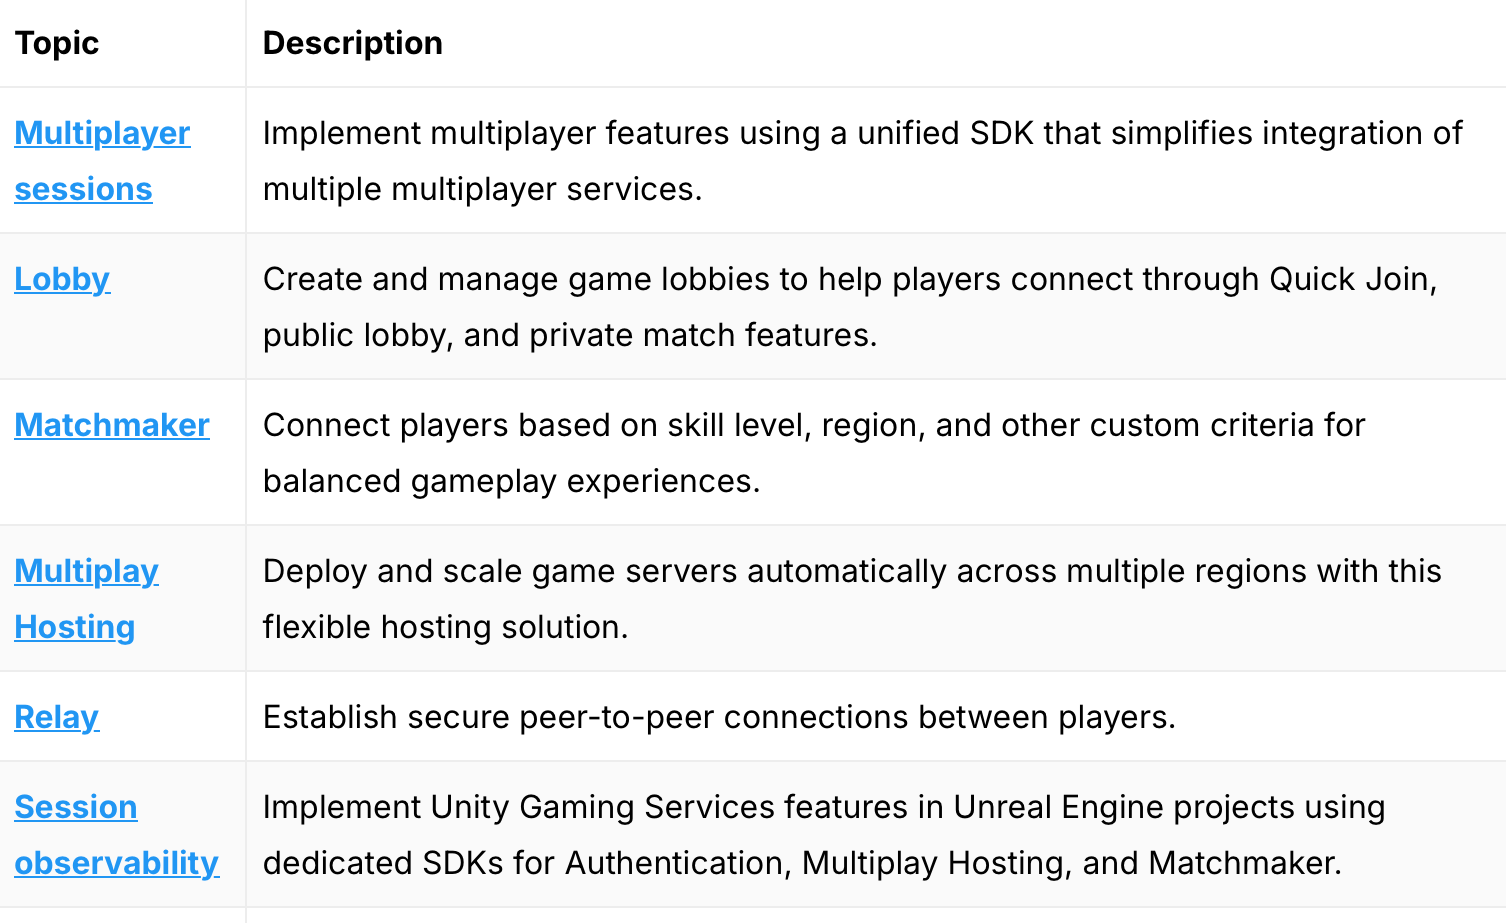 Topic
Description
Multiplayer
sessions
Implement multiplayer features using a unified SDK that simplifies integration of
multiple multiplayer services.
Lobby
Create and manage game lobbies to help players connect through Quick Join,
public lobby, and private match features.
Matchmaker
Connect players based on skill level, region, and other custom criteria for
balanced gameplay experiences.
Multiplay
Hosting
Deploy and scale game servers automatically across multiple regions with this
flexible hosting solution.
Relay
Establish secure peer-to-peer connections between players.
Session
observability
Implement Unity Gaming Services features in Unreal Engine projects using
dedicated SDKs for Authentication, Multiplay Hosting, and Matchmaker.